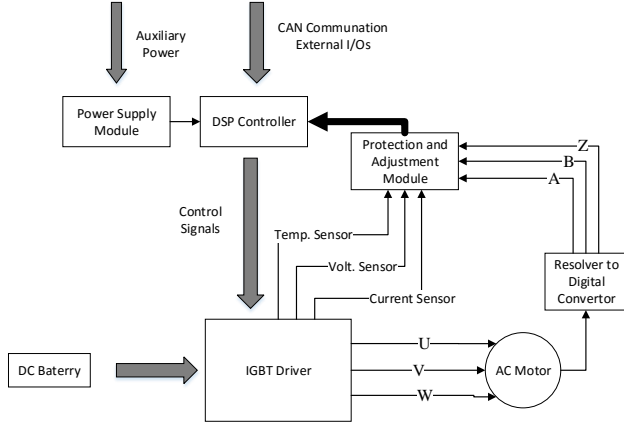 Auxiliary
Power
CAN Communation
External I/Os
Power Supply
Module
DSP Controller
Protection and
Adjustment
Module
Z
B
A
Control
Signals
Temp. Sensor
Volt. Sensor
Current Sensor
Resolver to
Digital
Convertor
DC Baterry
IGBT Driver
U
V
W
AC Motor